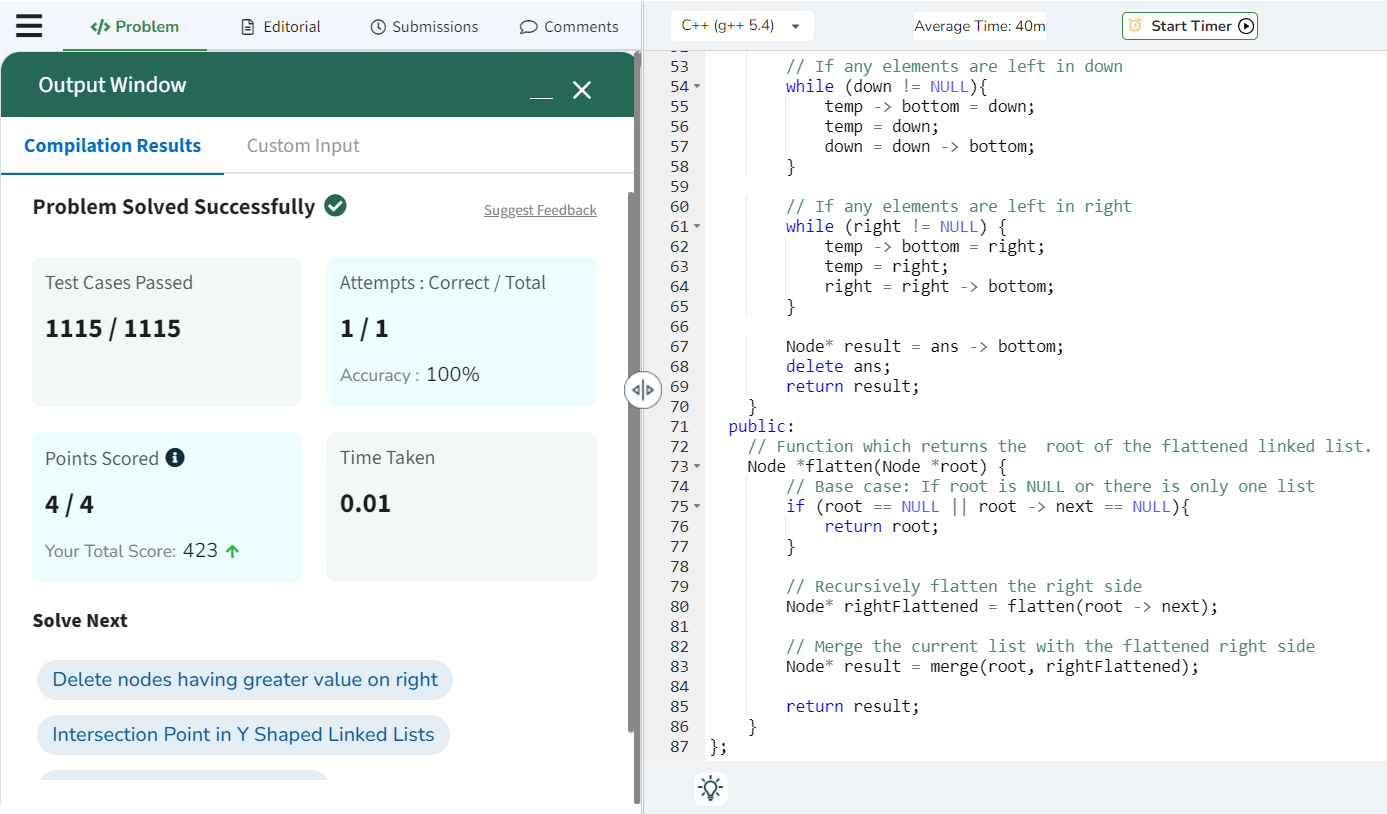 Problem
Editorial
Submissions
Comments
Output Window
Compilation Results
Custom Input
Problem Solved Successfully
Suggest Feedback
Test Cases Passed
1115 / 1115
Attempts : Correct / Total
1 / 1
Accuracy : 100%
Points Scored
4 / 4
Your Total Score: 423
Time Taken
0.01
Solve Next
Delete nodes having greater value on right
Intersection Point in Y Shaped Linked Lists
C++ (g++ 5.4)
Average Time: 40m
Start Timer
53 // If any elements are left in down
54 while (down != NULL){
55 temp -> bottom = down;
56 temp = down;
57 down = down -> bottom;
58 }
59
60 // If any elements are left in right
61 while (right != NULL) {
62 temp -> bottom = right;
63 temp = right;
64 right = right -> bottom;
65 }
66
67 Node* result = ans -> bottom;
68 delete ans;
69 return result;
70 }
71 public:
72 // Function which returns the  root of the flattened linked list.
73 Node *flatten(Node *root) {
74 // Base case: If root is NULL or there is only one list
75 if (root == NULL || root -> next == NULL){
76 return root;
77 }
78
79 // Recursively flatten the right side
80 Node* rightFlattened = flatten(root -> next);
81
82 // Merge the current list with the flattened right side
83 Node* result = merge(root, rightFlattened);
84
85 return result;
86 }
87 };